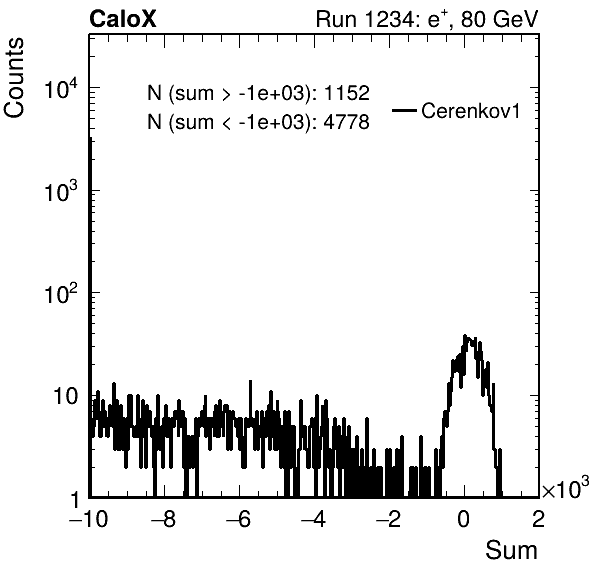 CaloX Run 1234: e⁺, 80 GeV
Counts
N (sum > -1e+03): 1152
N (sum < -1e+03): 4778
Cerenkov1
10⁴
10³
10²
10
1
−10 −8 −6 −4 −2 0 2
×10³
Sum